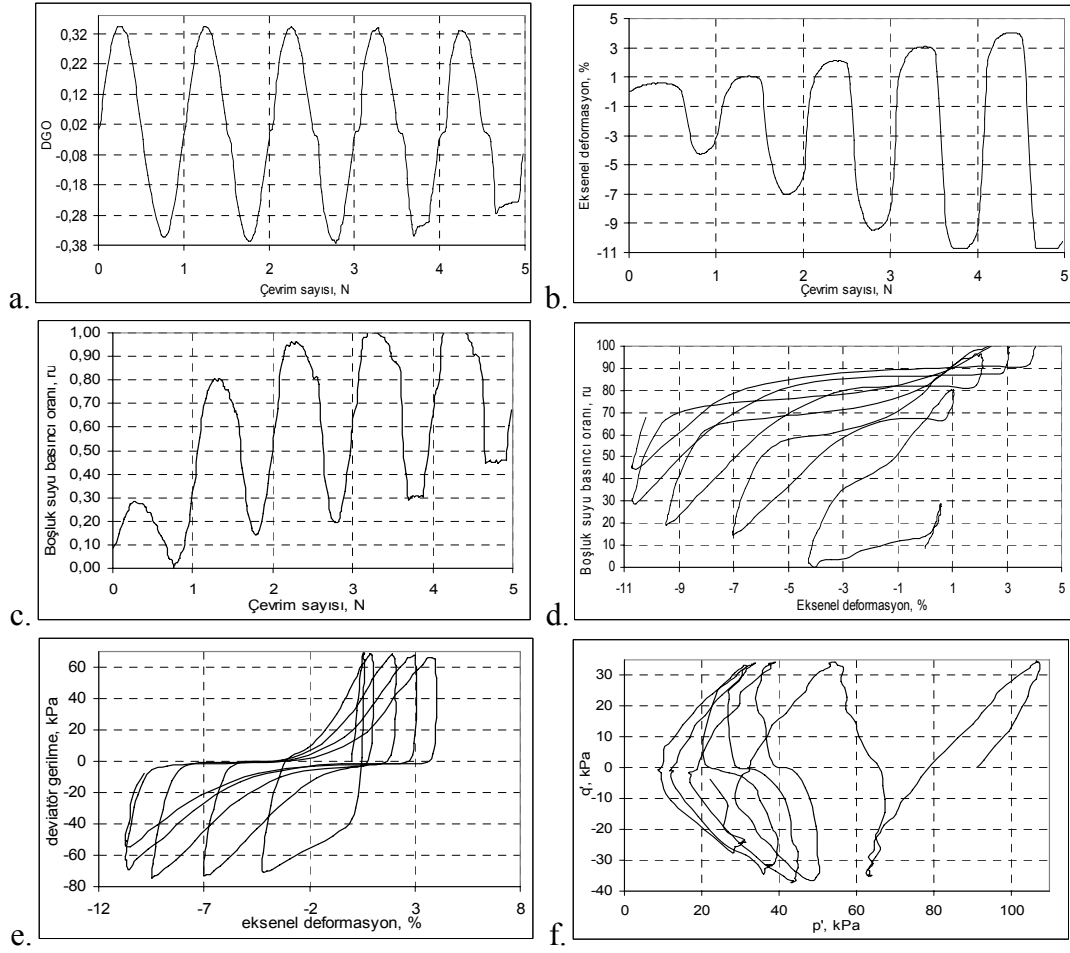 DGO
0,32
0,22
0,12
0,02
-0,08
-0,18
-0,28
-0,38
0 1 2 3 4 5
Çevrim sayısı, N
a.
Eksenel deformasyon, %
5
3
1
-1
-3
-5
-7
-9
-11
0 1 2 3 4 5
Çevrim sayısı, N
b.
Boşluk suyu basıncı oranı, ru
1,00
0,90
0,80
0,70
0,60
0,50
0,40
0,30
0,20
0,10
0,00
0 1 2 3 4 5
Çevrim sayısı, N
c.
Boşluk suyu basıncı oranı, ru
100
90
80
70
60
50
40
30
20
10
0
-11 -9 -7 -5 -3 -1 1 3 5
Eksenel deformasyon, %
d.
deviatör gerilme, kPa
60
40
20
0
-20
-40
-60
-80
-12 -7 -2 3 8
eksenel deformasyon, %
e.
q', kPa
30
20
10
0
-10
-20
-30
-40
0 20 40 60 80 100
p', kPa
f.